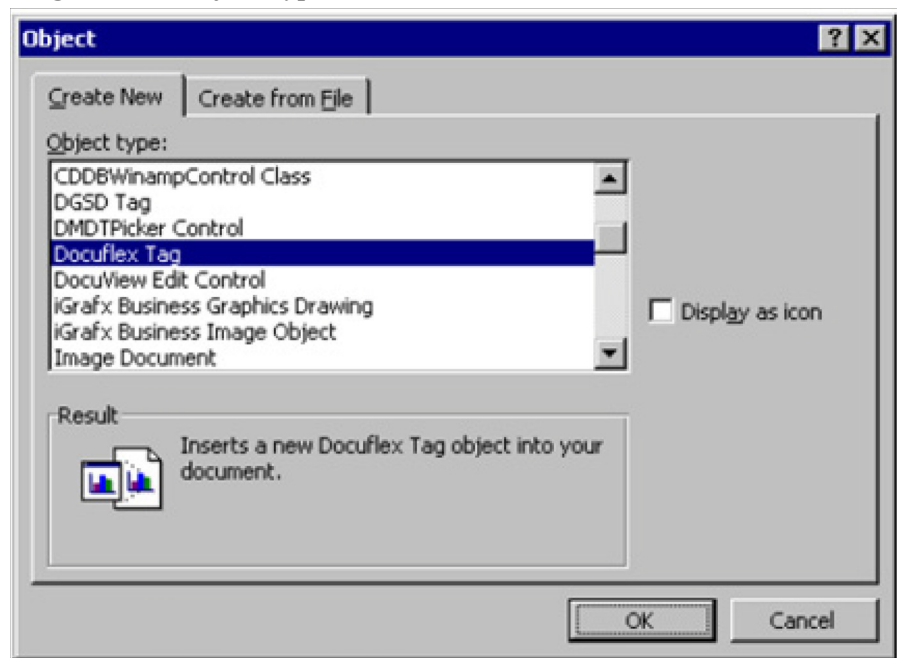 Object
Create New Create from File
Object type:
CDDBWinampControl Class
DGSD Tag
DMDTPicker Control
Docuflex Tag
DocuView Edit Control
iGrafx Business Graphics Drawing
iGrafx Business Image Object
Image Document
Display as icon
Result
Inserts a new Docuflex Tag object into your
document.
OK Cancel